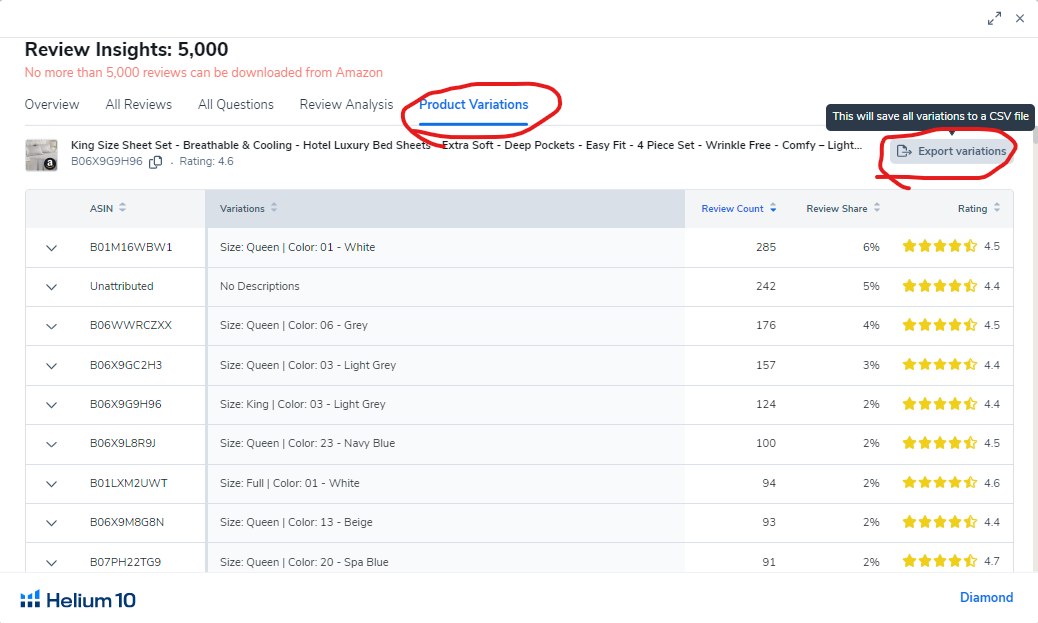 Review Insights: 5,000
No more than 5,000 reviews can be downloaded from Amazon
Overview All Reviews All Questions Review Analysis Product Variations
This will save all variations to a CSV file
King Size Sheet Set - Breathable & Cooling - Hotel Luxury Bed Sheets - Extra Soft - Deep Pockets - Easy Fit - 4 Piece Set - Wrinkle Free - Comfy – Light...
B06X9G9H96 · Rating: 4.6
Export variations
ASIN Variations Review Count Review Share Rating
B01M16WBW1 Size: Queen | Color: 01 - White 285 6% 4.5
Unattributed No Descriptions 242 5% 4.4
B06WWRCZXX Size: Queen | Color: 06 - Grey 176 4% 4.5
B06X9GC2H3 Size: Queen | Color: 03 - Light Grey 157 3% 4.4
B06X9G9H96 Size: King | Color: 03 - Light Grey 124 2% 4.4
B06X9L8R9J Size: Queen | Color: 23 - Navy Blue 100 2% 4.5
B01LXM2UWT Size: Full | Color: 01 - White 94 2% 4.6
B06X9M8G8N Size: Queen | Color: 13 - Beige 93 2% 4.4
B07PH22TG9 Size: Queen | Color: 20 - Spa Blue 91 2% 4.7
Helium 10
Diamond